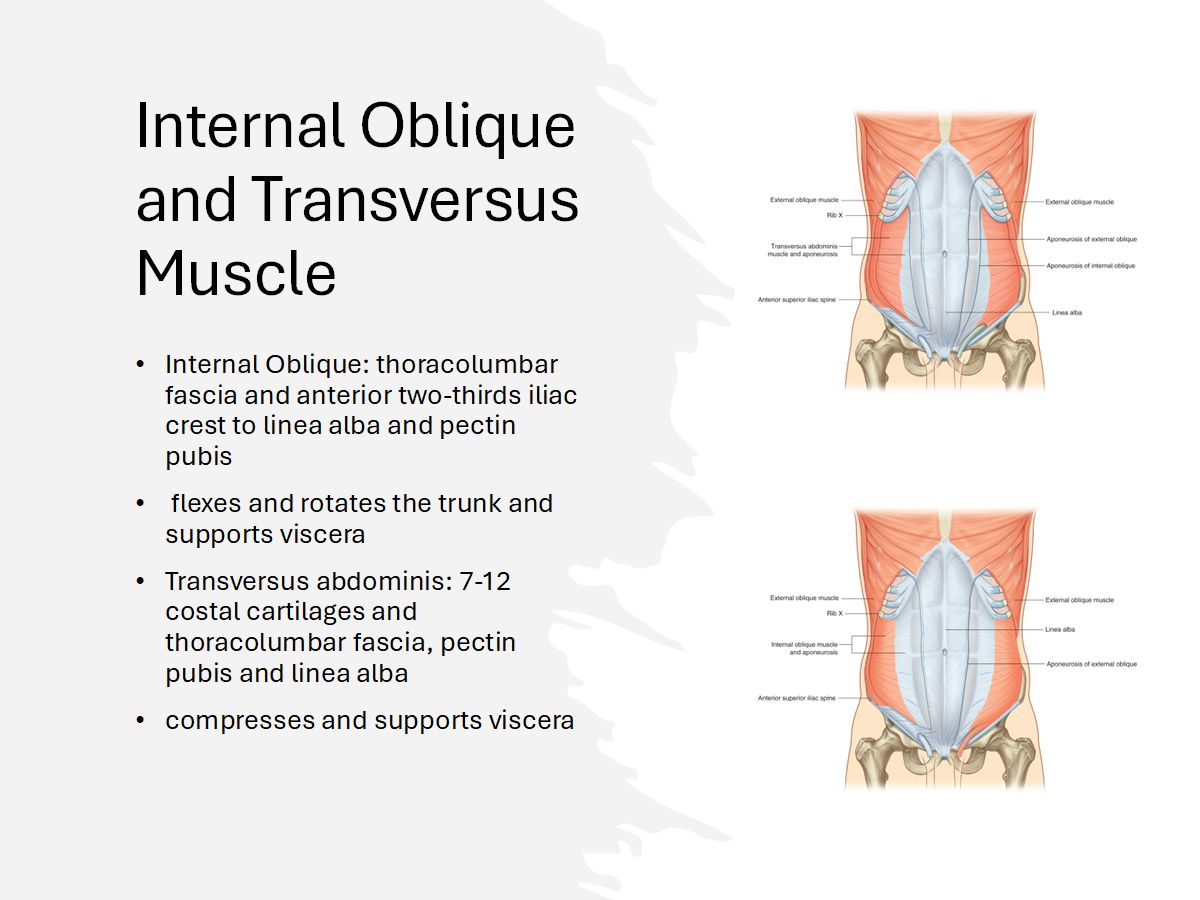 Internal Oblique
and Transversus
Muscle
• Internal Oblique: thoracolumbar
fascia and anterior two-thirds iliac
crest to linea alba and pectin
pubis
• flexes and rotates the trunk and
supports viscera
• Transversus abdominis: 7-12
costal cartilages and
thoracolumbar fascia, pectin
pubis and linea alba
• compresses and supports viscera
External oblique muscle
Rib X
Transversus abdominis
muscle and aponeurosis
Anterior superior iliac spine
External oblique muscle
Aponeurosis of external oblique
Aponeurosis of internal oblique
Linea alba
External oblique muscle
Rib X
Internal oblique muscle
and aponeurosis
Anterior superior iliac spine
External oblique muscle
Linea alba
Aponeurosis of external oblique